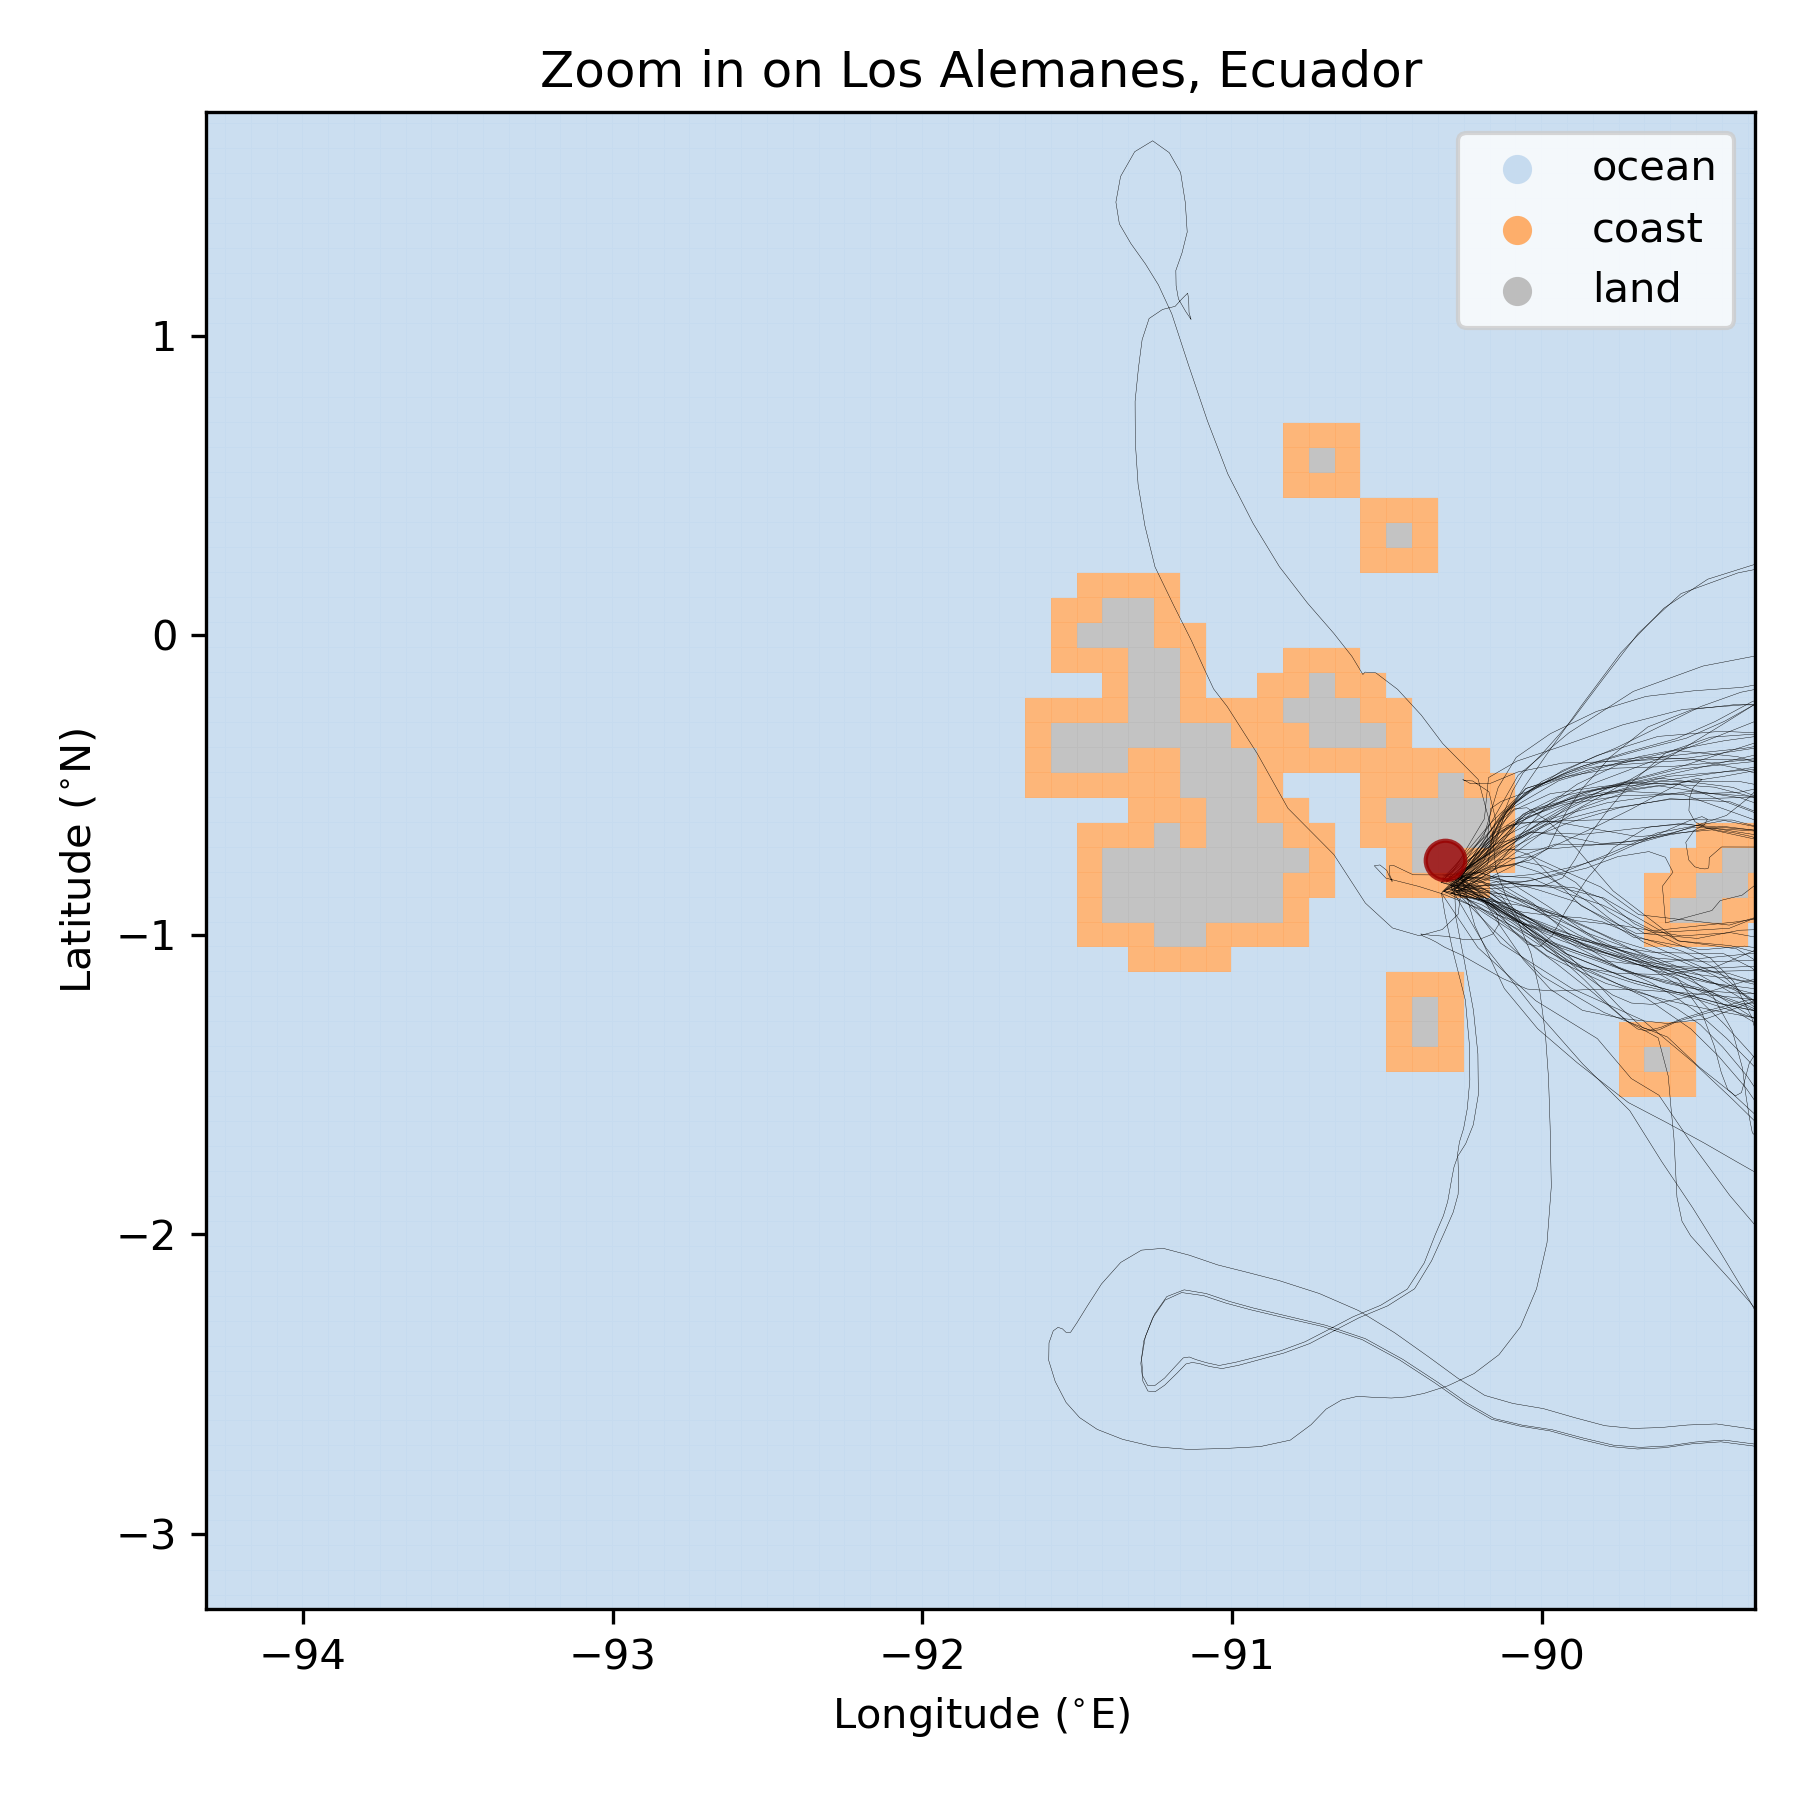 Zoom in on Los Alemanes, Ecuador
ocean
coast
land
1
0
−1
−2
−3
Latitude (°N)
−94
−93
−92
−91
−90
Longitude (°E)